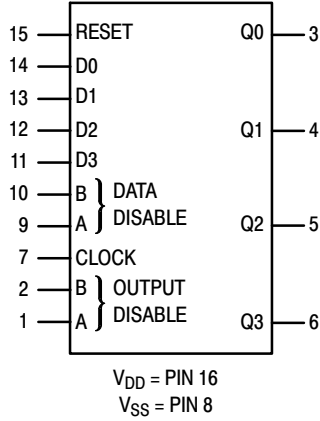 15 RESET Q0 3
14 D0
13 D1
12 D2 Q1 4
11 D3
10 B DATA
9 A DISABLE Q2 5
7 CLOCK
2 B OUTPUT
1 A DISABLE Q3 6
VDD = PIN 16
VSS = PIN 8